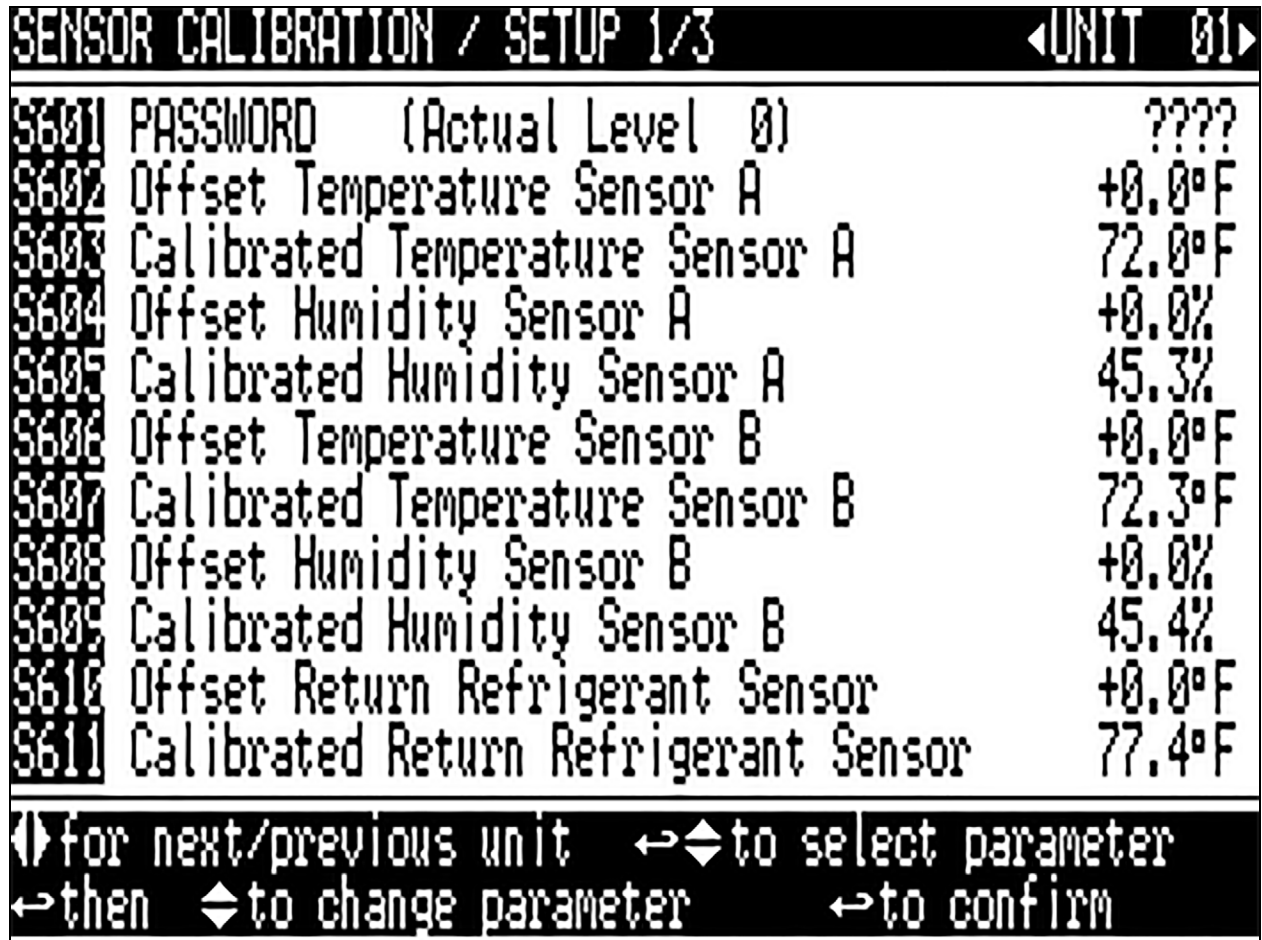 SENSOR CALIBRATION / SETUP 1/3 UNIT 01
S601 PASSWORD (Actual Level 0) ????
S602 Offset Temperature Sensor A +0.0°F
S603 Calibrated Temperature Sensor A 72.0°F
S604 Offset Humidity Sensor A +0.0%
S605 Calibrated Humidity Sensor A 45.3%
S606 Offset Temperature Sensor B +0.0°F
S607 Calibrated Temperature Sensor B 72.3°F
S608 Offset Humidity Sensor B +0.0%
S609 Calibrated Humidity Sensor B 45.4%
S610 Offset Return Refrigerant Sensor +0.0°F
S611 Calibrated Return Refrigerant Sensor 77.4°F
for next/previous unit to select parameter
then to change parameter to confirm